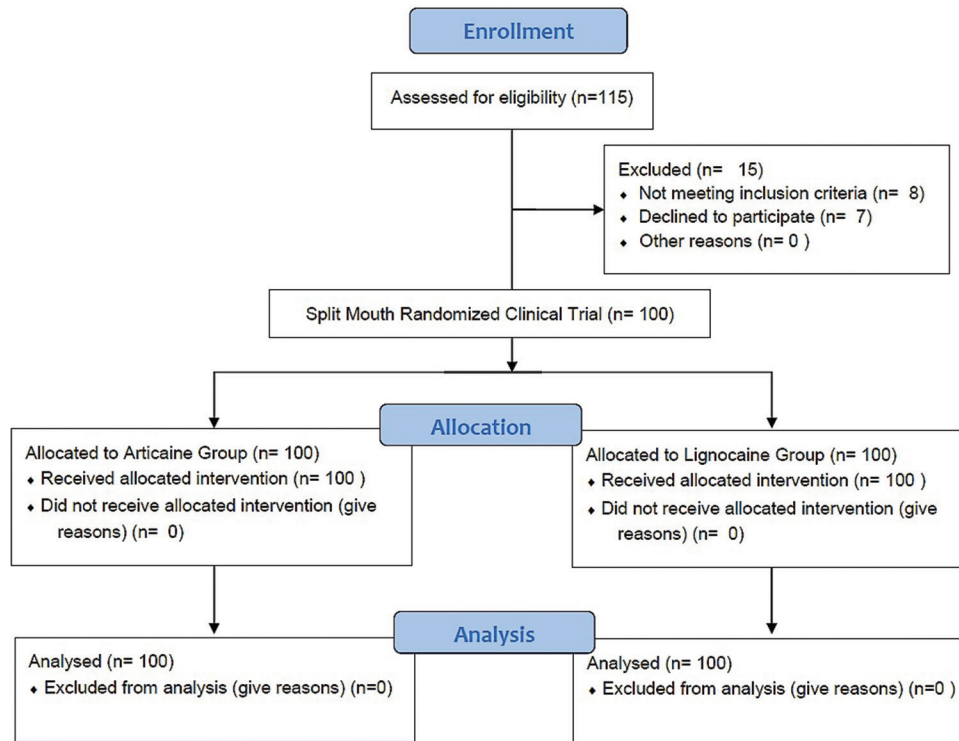 Enrollment
Assessed for eligibility (n=115)
Excluded (n= 15)
♦ Not meeting inclusion criteria (n= 8)
♦ Declined to participate (n= 7)
♦ Other reasons (n= 0 )
Split Mouth Randomized Clinical Trial (n= 100)
Allocation
Allocated to Articaine Group (n= 100)
♦ Received allocated intervention (n= 100 )
♦ Did not receive allocated intervention (give
reasons) (n= 0)
Allocated to Lignocaine Group (n= 100)
♦ Received allocated intervention (n= 100 )
♦ Did not receive allocated intervention (give
reasons) (n= 0)
Analysis
Analysed (n= 100)
♦ Excluded from analysis (give reasons) (n=0)
Analysed (n= 100)
♦ Excluded from analysis (give reasons) (n=0 )